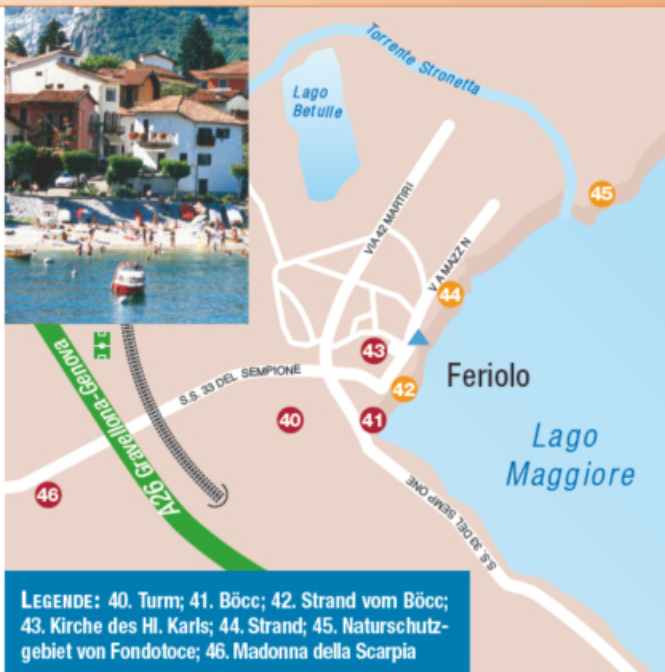 Torrente Stronetta
Lago
Betulle
45
VIA 42 MARTIRI
V A MAZZ N
44
A26 Gravellona-Genova
S.S. 33 DEL SEMPIONE
43
Feriolo
42
40
41
Lago
Maggiore
46
S.S. 33 DEL SEMP ONE
LEGENDE: 40. Turm; 41. Böcc; 42. Strand vom Böcc;
43. Kirche des Hl. Karls; 44. Strand; 45. Naturschutz-
gebiet von Fondotoce; 46. Madonna della Scarpia